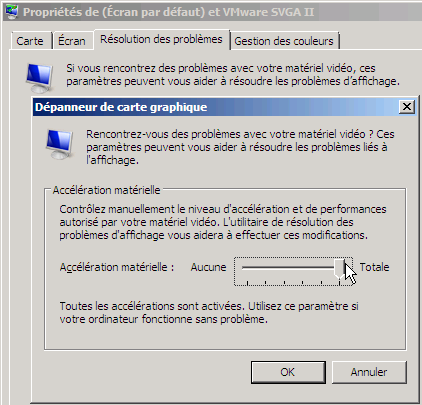 Propriétés de (Écran par défaut) et VMware SVGA II
Carte Écran Résolution des problèmes Gestion des couleurs
Si vous rencontrez des problèmes avec votre matériel vidéo, ces
paramètres peuvent vous aider à résoudre les problèmes d'affichage.
Dépanneur de carte graphique
Rencontrez-vous des problèmes avec votre matériel vidéo ? Ces
paramètres peuvent vous aider à résoudre les problèmes liés à
l'affichage.
Accélération matérielle
Contrôlez manuellement le niveau d'accélération et de performances
autorisé par votre matériel vidéo. L'utilitaire de résolution des
problèmes d'affichage vous aidera à effectuer ces modifications.
Accélération matérielle : Aucune Totale
Toutes les accélérations sont activées. Utilisez ce paramètre si
votre ordinateur fonctionne sans problème.
OK Annuler